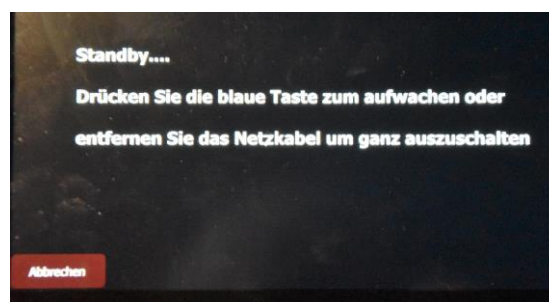 Standby....
Drücken Sie die blaue Taste zum aufwachen oder
entfernen Sie das Netzkabel um ganz auszuschalten
Abbrechen